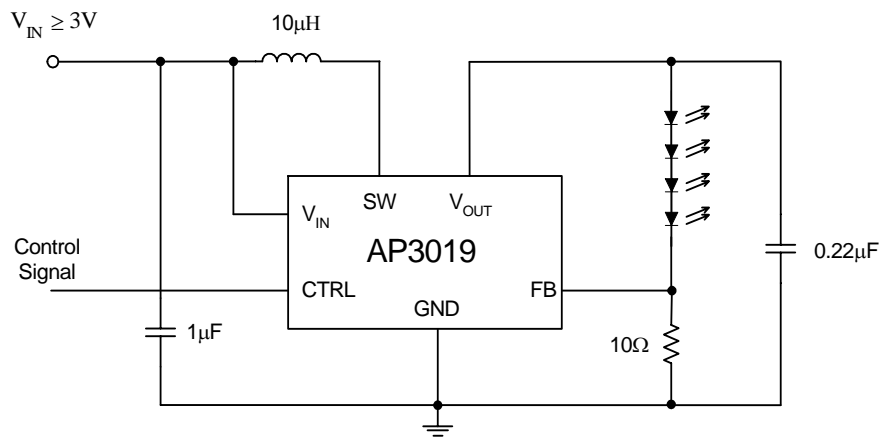 V_IN ≥ 3V
10μH
SW
V_OUT
V_IN
AP3019
Control
Signal
CTRL
FB
GND
0.22μF
1μF
10Ω